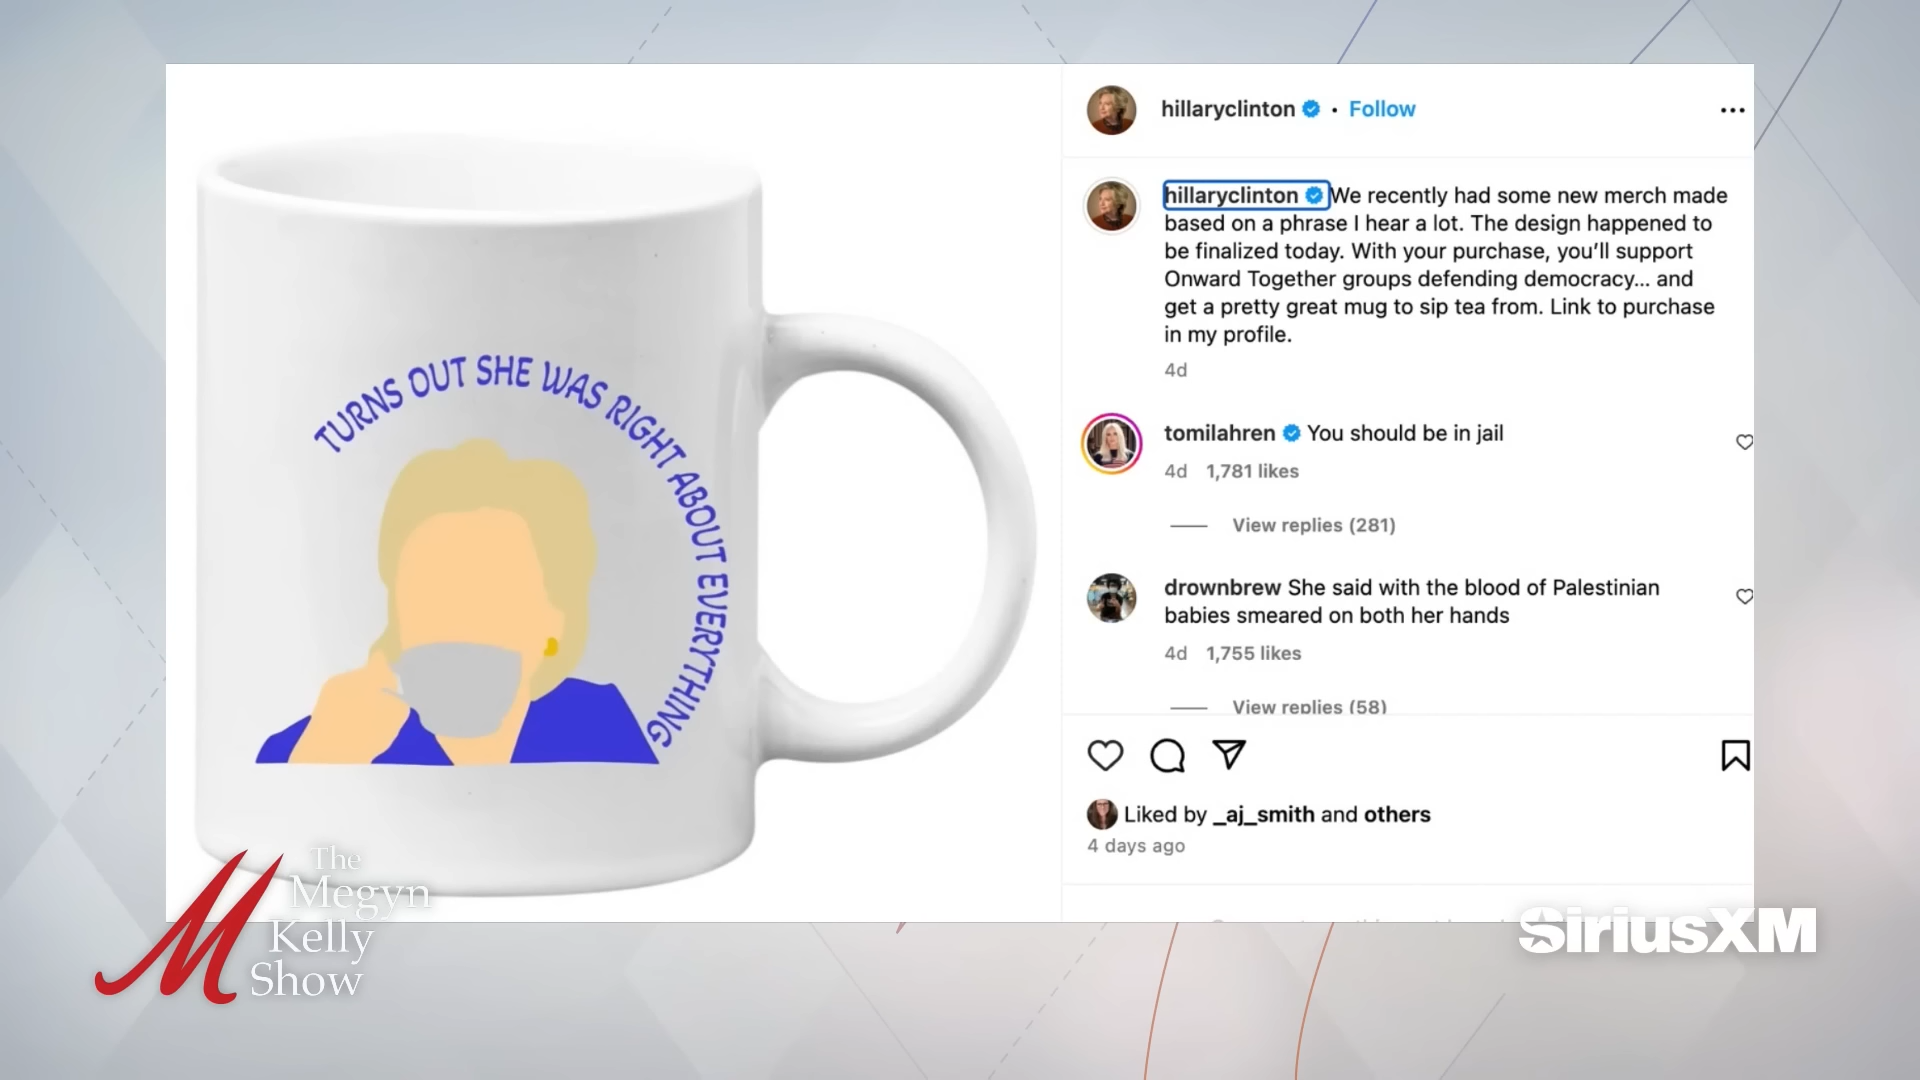 TURNS OUT SHE WAS RIGHT ABOUT EVERYTHING
hillaryclinton • Follow
hillaryclinton We recently had some new merch made
based on a phrase I hear a lot. The design happened to
be finalized today. With your purchase, you’ll support
Onward Together groups defending democracy... and
get a pretty great mug to sip tea from. Link to purchase
in my profile.
4d
tomilahren You should be in jail
4d 1,781 likes
View replies (281)
drownbrew She said with the blood of Palestinian
babies smeared on both her hands
4d 1,755 likes
View replies (58)
Liked by _aj_smith and others
4 days ago
The
Megyn
Kelly
Show
SiriusXM